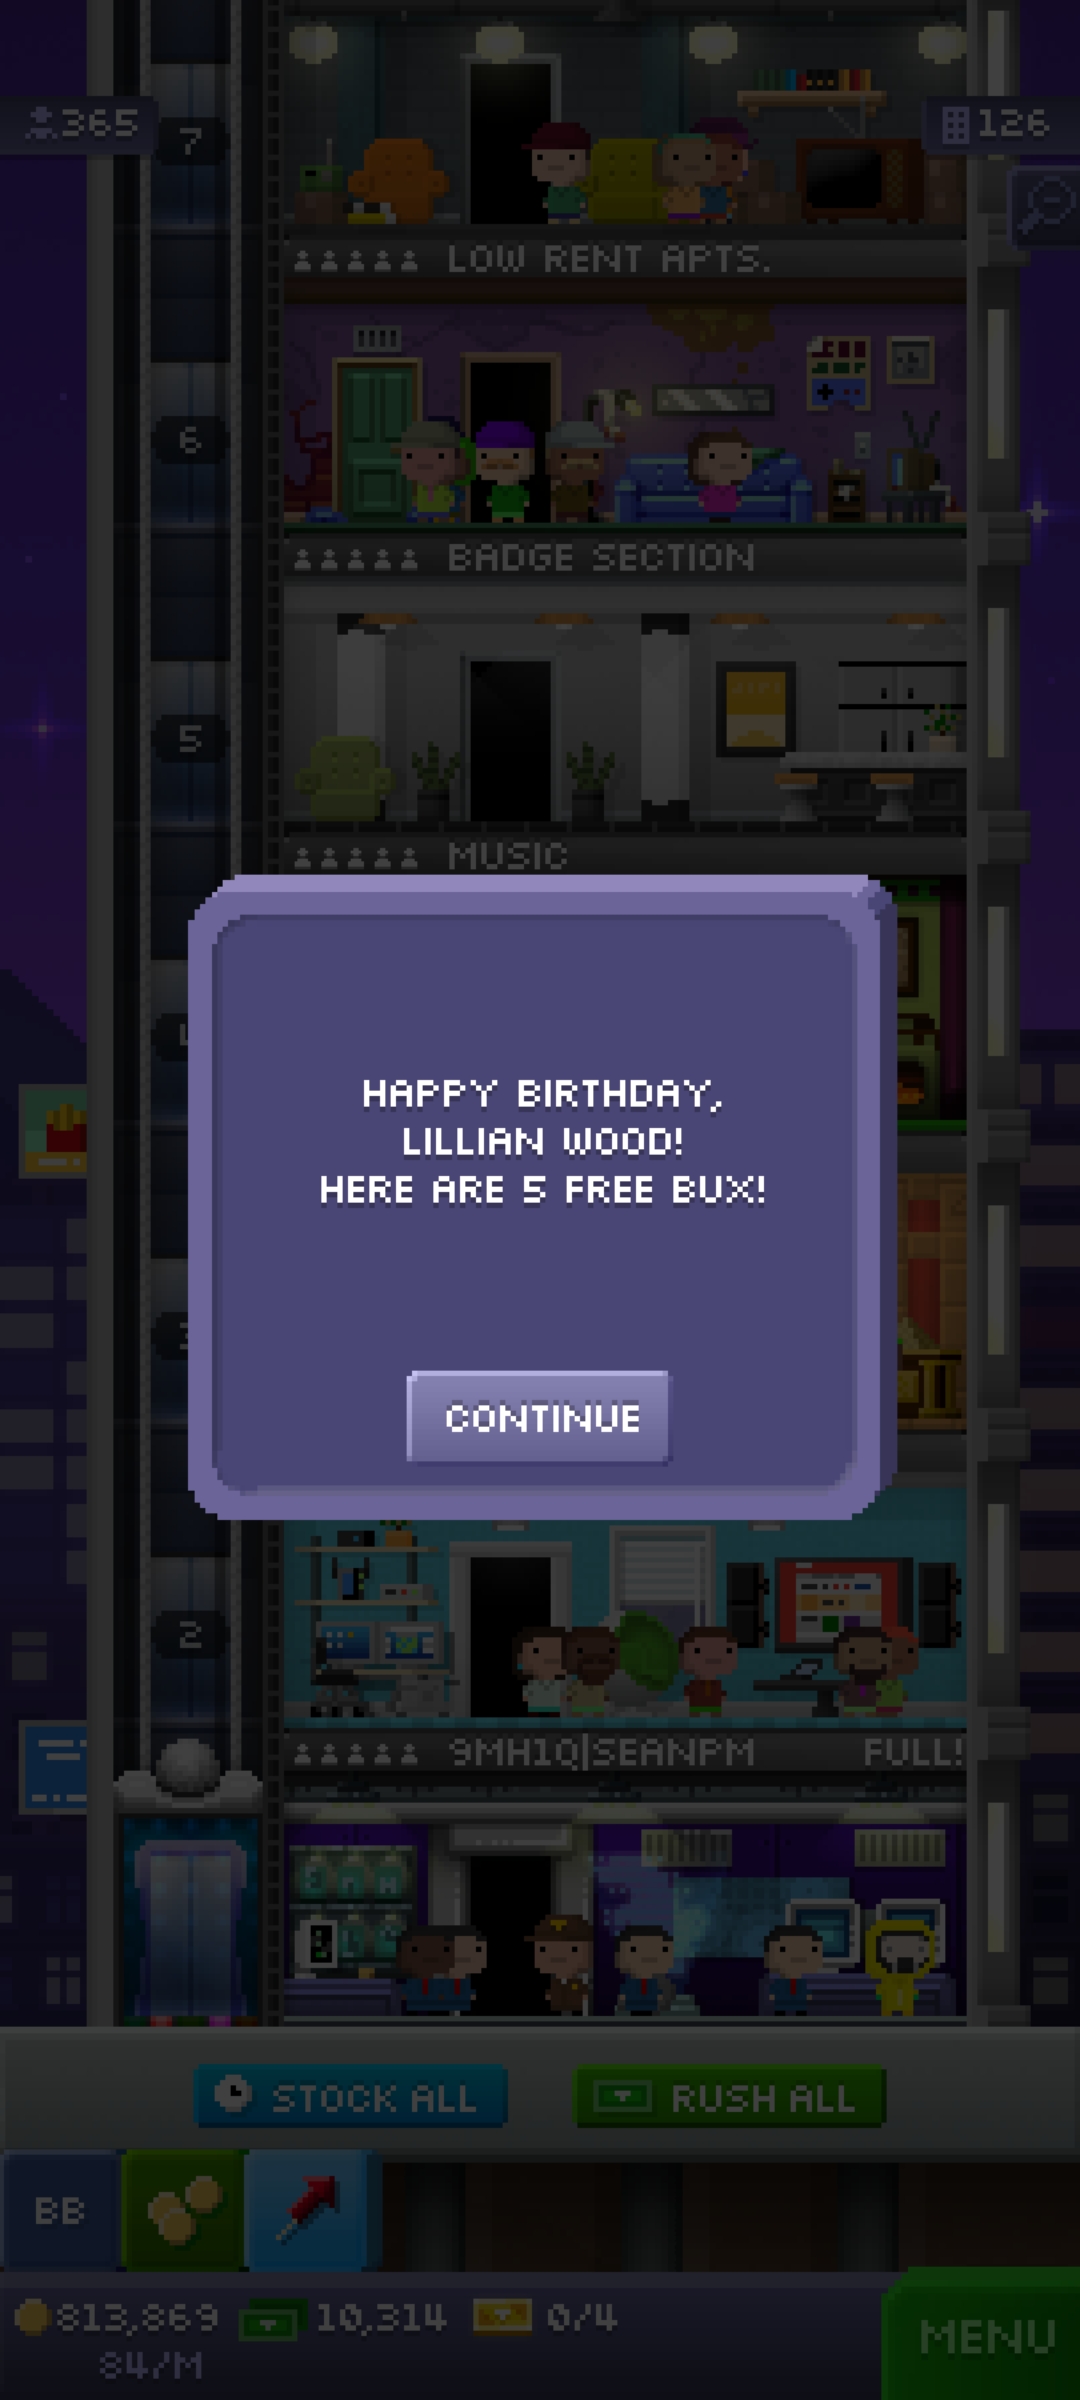 365
7
126
LOW RENT APTS.
6
BADGE SECTION
5
MUSIC
HAPPY BIRTHDAY,
LILLIAN WOOD!
HERE ARE 5 FREE BUX!
CONTINUE
2
9MH1Q|SEANPM FULL!
STOCK ALL
RUSH ALL
BB
813,869
10,314
0/4
84/M
MENU